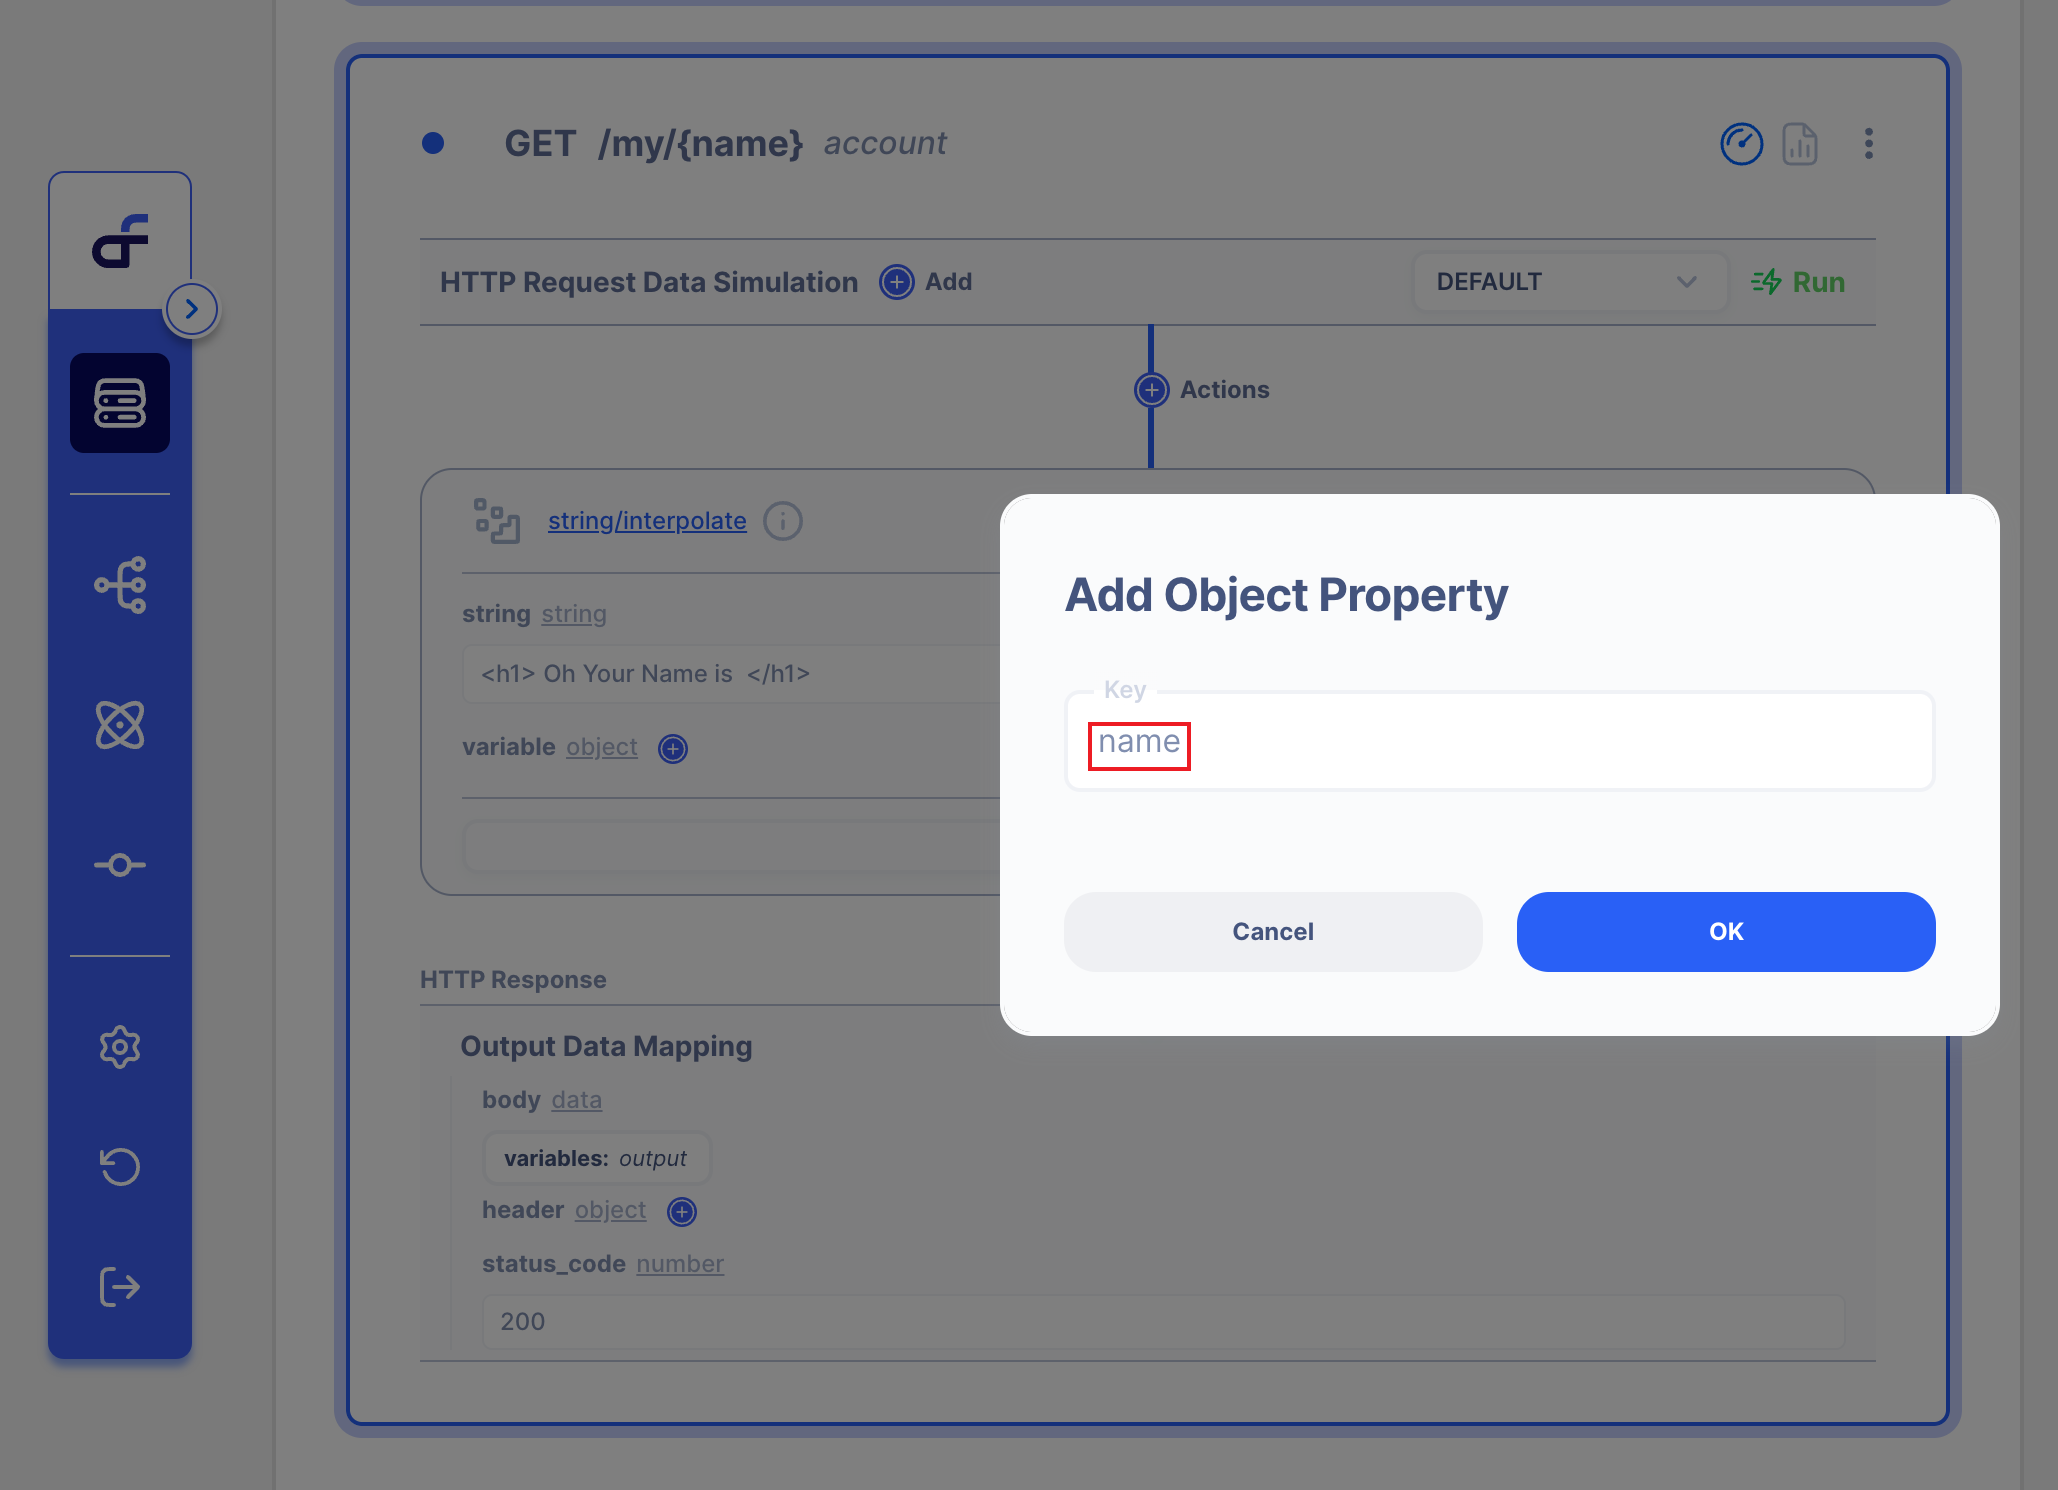 GET /my/{name} account
HTTP Request Data Simulation Add DEFAULT Run
Actions
string/interpolate
string string
<h1> Oh Your Name is </h1>
variable object
Add Object Property
Key
name
Cancel OK
HTTP Response
Output Data Mapping
body data
variables: output
header object
status_code number
200